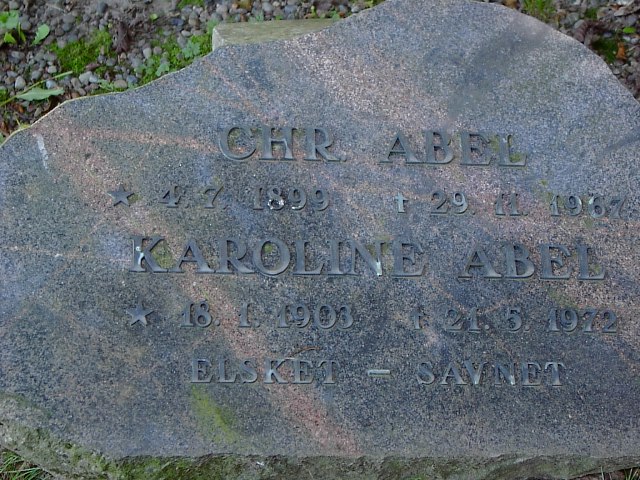 CHR. ABEL
★ 4. 7. 1899 † 29. 11. 1967
KAROLINE ABEL
★ 18. 1. 1903 † 21. 5. 1972
ELSKET – SAVNET